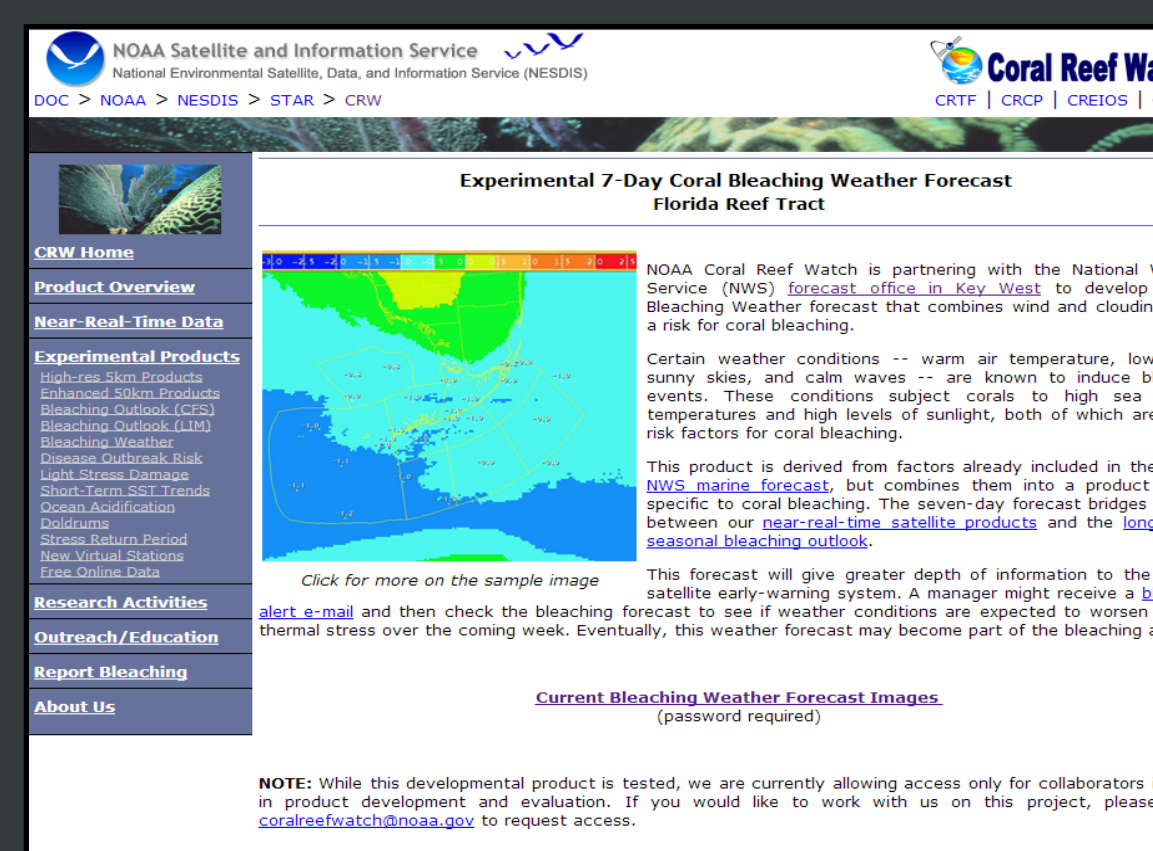 NOAA Satellite and Information Service
National Environmental Satellite, Data, and Information Service (NESDIS)
DOC > NOAA > NESDIS > STAR > CRW
Coral Reef
CRTF | CRCP | CREIOS |
CRW Home
Product Overview
Near-Real-Time Data
Experimental Products
High-res 5km Products
Enhanced 50km Products
Bleaching Outlook (CFS)
Bleaching Outlook (LIM)
Bleaching Weather
Disease Outbreak Risk
Light Stress Damage
Short-Term SST Trends
Ocean Acidification
Doldrums
Stress Return Period
New Virtual Stations
Free Online Data
Research Activities
Outreach/Education
Report Bleaching
About Us
Experimental 7-Day Coral Bleaching Weather Forecast
Florida Reef Tract
Click for more on the sample image
NOAA Coral Reef Watch is partnering with the National
Service (NWS) forecast office in Key West to develop
Bleaching Weather forecast that combines wind and
a risk for coral bleaching.
Certain weather conditions -- warm air temperature,
sunny skies, and calm waves -- are known to induce
events. These conditions subject corals to high sea
temperatures and high levels of sunlight, both of which
risk factors for coral bleaching.
This product is derived from factors already included in
NWS marine forecast, but combines them into a product
specific to coral bleaching. The seven-day forecast bridges
between our near-real-time satellite products and the
seasonal bleaching outlook.
This forecast will give greater depth of information to the
satellite early-warning system. A manager might receive a
alert e-mail and then check the bleaching forecast to see if weather conditions are expected to worsen
thermal stress over the coming week. Eventually, this weather forecast may become part of the bleaching
Current Bleaching Weather Forecast Images
(password required)
NOTE: While this developmental product is tested, we are currently allowing access only for collaborators
in product development and evaluation. If you would like to work with us on this project, please
coralreefwatch@noaa.gov to request access.